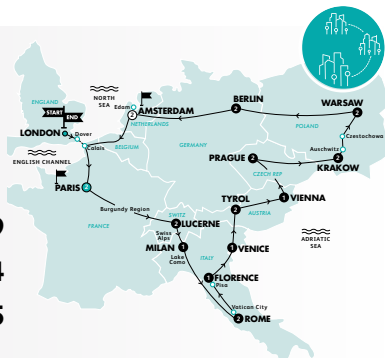 ENGLAND
NORTH
SEA
START
END
LONDON
Dover
Calais
ENGLISH CHANNEL
Edam
2
AMSTERDAM
NETHERLANDS
BELGIUM
GERMANY
2
BERLIN
WARSAW
2
POLAND
Czestochowa
Auschwitz
2
KRAKOW
PRAGUE
2
CZECH REP.
1
VIENNA
PARIS
2
Burgundy Region
FRANCE
TYROL
2
AUSTRIA
SWITZ
2
LUCERNE
Swiss
Alps
MILAN
1
Lake
Como
1
VENICE
ADRIATIC
SEA
ITALY
1
FLORENCE
Pisa
Vatican City
2
ROME